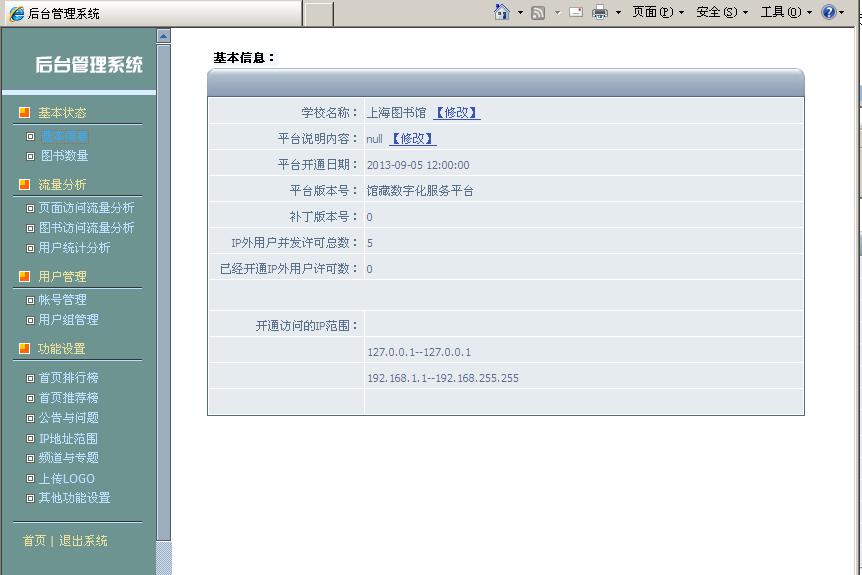 后台管理系统
页面(P)
安全(S)
工具(O)
后台管理系统
基本状态
基本信息
图书数量
流量分析
页面访问流量分析
图书访问流量分析
用户统计分析
用户管理
帐号管理
用户组管理
功能设置
首页排行榜
首页推荐榜
公告与问题
IP地址范围
频道与专题
上传LOGO
其他功能设置
首页 | 退出系统
基本信息：
学校名称： 上海图书馆 【修改】
平台说明内容： null 【修改】
平台开通日期： 2013-09-05 12:00:00
平台版本号： 馆藏数字化服务平台
补丁版本号： 0
IP外用户并发许可总数： 5
已经开通IP外用户许可数： 0
开通访问的IP范围：
127.0.0.1--127.0.0.1
192.168.1.1--192.168.255.255